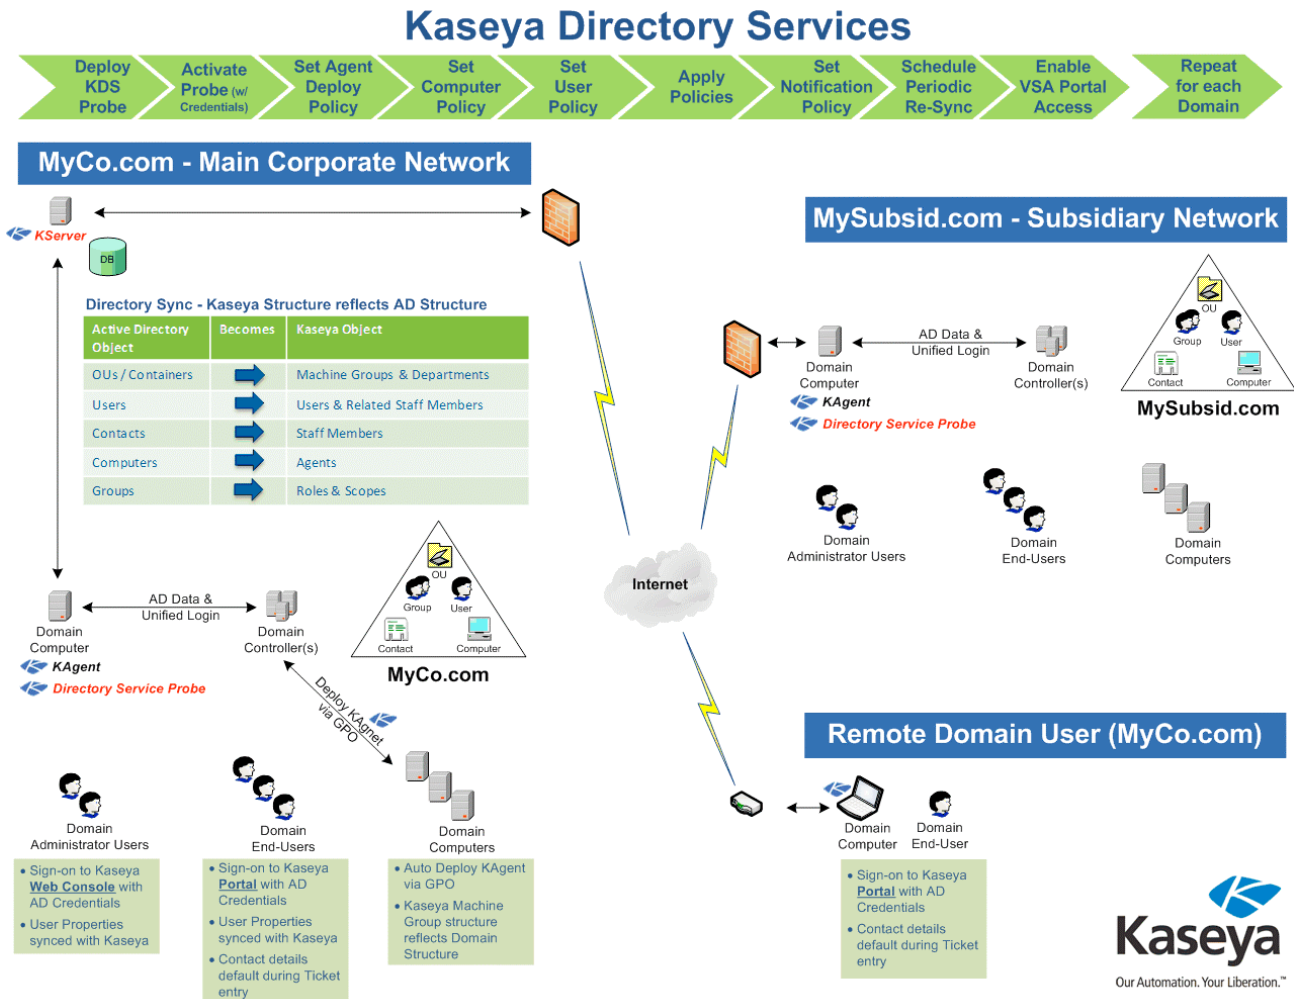 Kaseya Directory Services
Deploy
KDS
Probe
Activate
Probe (w/
Credentials)
Set Agent
Deploy
Policy
Set
Computer
Policy
Set
User
Policy
Apply
Policies
Set
Notification
Policy
Schedule
Periodic
Re-Sync
Enable
VSA Portal
Access
Repeat
for each
Domain
MyCo.com - Main Corporate Network
KServer
DB
Directory Sync - Kaseya Structure reflects AD Structure
Active Directory
Object
Becomes
Kaseya Object
OUs / Containers
Machine Groups & Departments
Users
Users & Related Staff Members
Contacts
Staff Members
Computers
Agents
Groups
Roles & Scopes
OU
Group
User
Contact
Computer
MyCo.com
Domain
Computer
KAgent
Directory Service Probe
AD Data &
Unified Login
Domain
Controller(s)
Deploy KAgnet
via GPO
Domain
Administrator Users
Domain
End-Users
Domain
Computers
• Sign-on to Kaseya
Web Console with
AD Credentials
• User Properties
synced with Kaseya
• Sign-on to Kaseya
Portal with AD
Credentials
• User Properties
synced with Kaseya
• Contact details
default during Ticket
entry
• Auto Deploy KAgent
via GPO
• Kaseya Machine
Group structure
reflects Domain
Structure
Internet
MySubsid.com - Subsidiary Network
Domain
Computer
KAgent
Directory Service Probe
AD Data &
Unified Login
Domain
Controller(s)
OU
Group
User
Contact
Computer
MySubsid.com
Domain
Administrator Users
Domain
End-Users
Domain
Computers
Remote Domain User (MyCo.com)
Domain
Computer
Domain
End-User
• Sign-on to Kaseya
Portal with AD
Credentials
• Contact details
default during Ticket
entry
Kaseya
Our Automation. Your Liberation.™